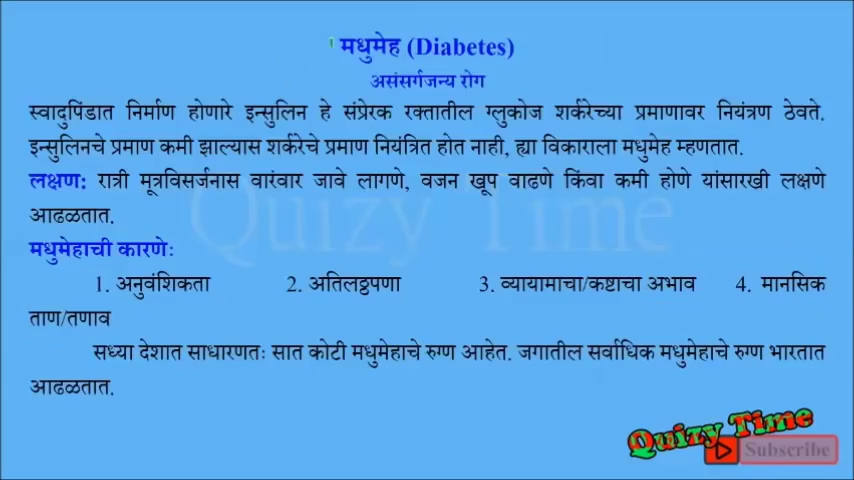 मधुमेह (Diabetes)
असंसर्गजन्य रोग
स्वादुपिंडात निर्माण होणारे इन्सुलिन हे संप्रेरक रक्तातील ग्लुकोज शर्करेच्या प्रमाणावर नियंत्रण ठेवते.
इन्सुलिनचे प्रमाण कमी झाल्यास शर्करेचे प्रमाण नियंत्रित होत नाही, ह्या विकाराला मधुमेह म्हणतात.
लक्षण: रात्री मूत्रविसर्जनास वारंवार जावे लागणे, वजन खूप वाढणे किंवा कमी होणे यांसारखी लक्षणे
आढळतात.
मधुमेहाची कारणे:
1. अनुवंशिकता 2. अतिलठ्ठपणा 3. व्यायामाचा/कष्टाचा अभाव 4. मानसिक
ताण/तणाव
सध्या देशात साधारणतः सात कोटी मधुमेहाचे रुग्ण आहेत. जगातील सर्वाधिक मधुमेहाचे रुग्ण भारतात
आढळतात.
Quizy Time
Quizy Time
Subscribe